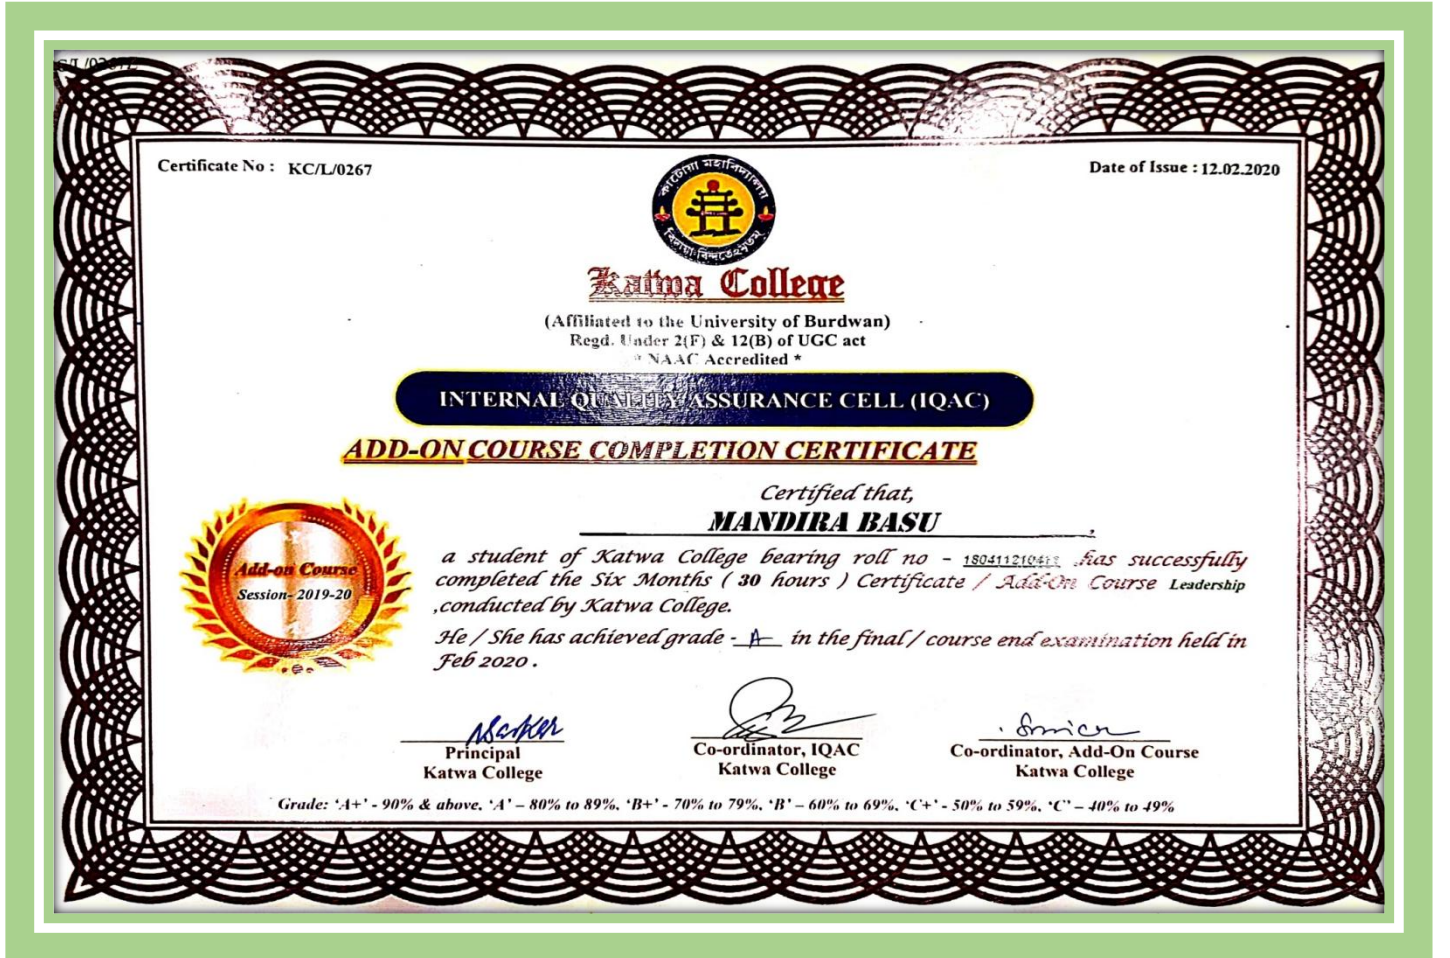 Certificate No : KC/L/0267
Date of Issue : 12.02.2020
কাটোয়া মহাবিদ্যালয়
Katwa College
(Affiliated to the University of Burdwan)
Regd. Under 2(F) & 12(B) of UGC act
* NAAC Accredited *
INTERNAL QUALITY ASSURANCE CELL (IQAC)
ADD-ON COURSE COMPLETION CERTIFICATE
Certified that,
MANDIRA BASU
Add-on Course
Session- 2019-20
a student of Katwa College bearing roll no - has successfully
completed the Six Months ( 30 hours ) Certificate / Add-On Course Leadership
,conducted by Katwa College.
He / She has achieved grade - A in the final / course end examination held in
Feb 2020 .
Principal
Katwa College
Co-ordinator, IQAC
Katwa College
Co-ordinator, Add-On Course
Katwa College
Grade: 'A+' - 90% & above, 'A' – 80% to 89%, 'B+' - 70% to 79%, 'B' – 60% to 69%, 'C+' - 50% to 59%, 'C' – 40% to 49%